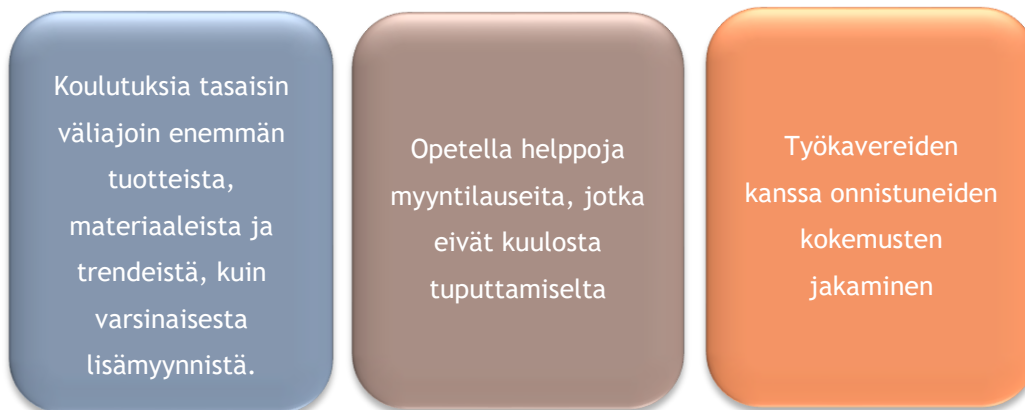 Koulutuksia tasaisin
väliajoin enemmän
tuotteista,
materiaaleista ja
trendeistä, kuin
varsinaisesta
lisämyynnistä.
Opetella helppoja
myyntilauseita, jotka
eivät kuulosta
tuputtamiselta
Työkavereiden
kanssa onnistuneiden
kokemusten
jakaminen